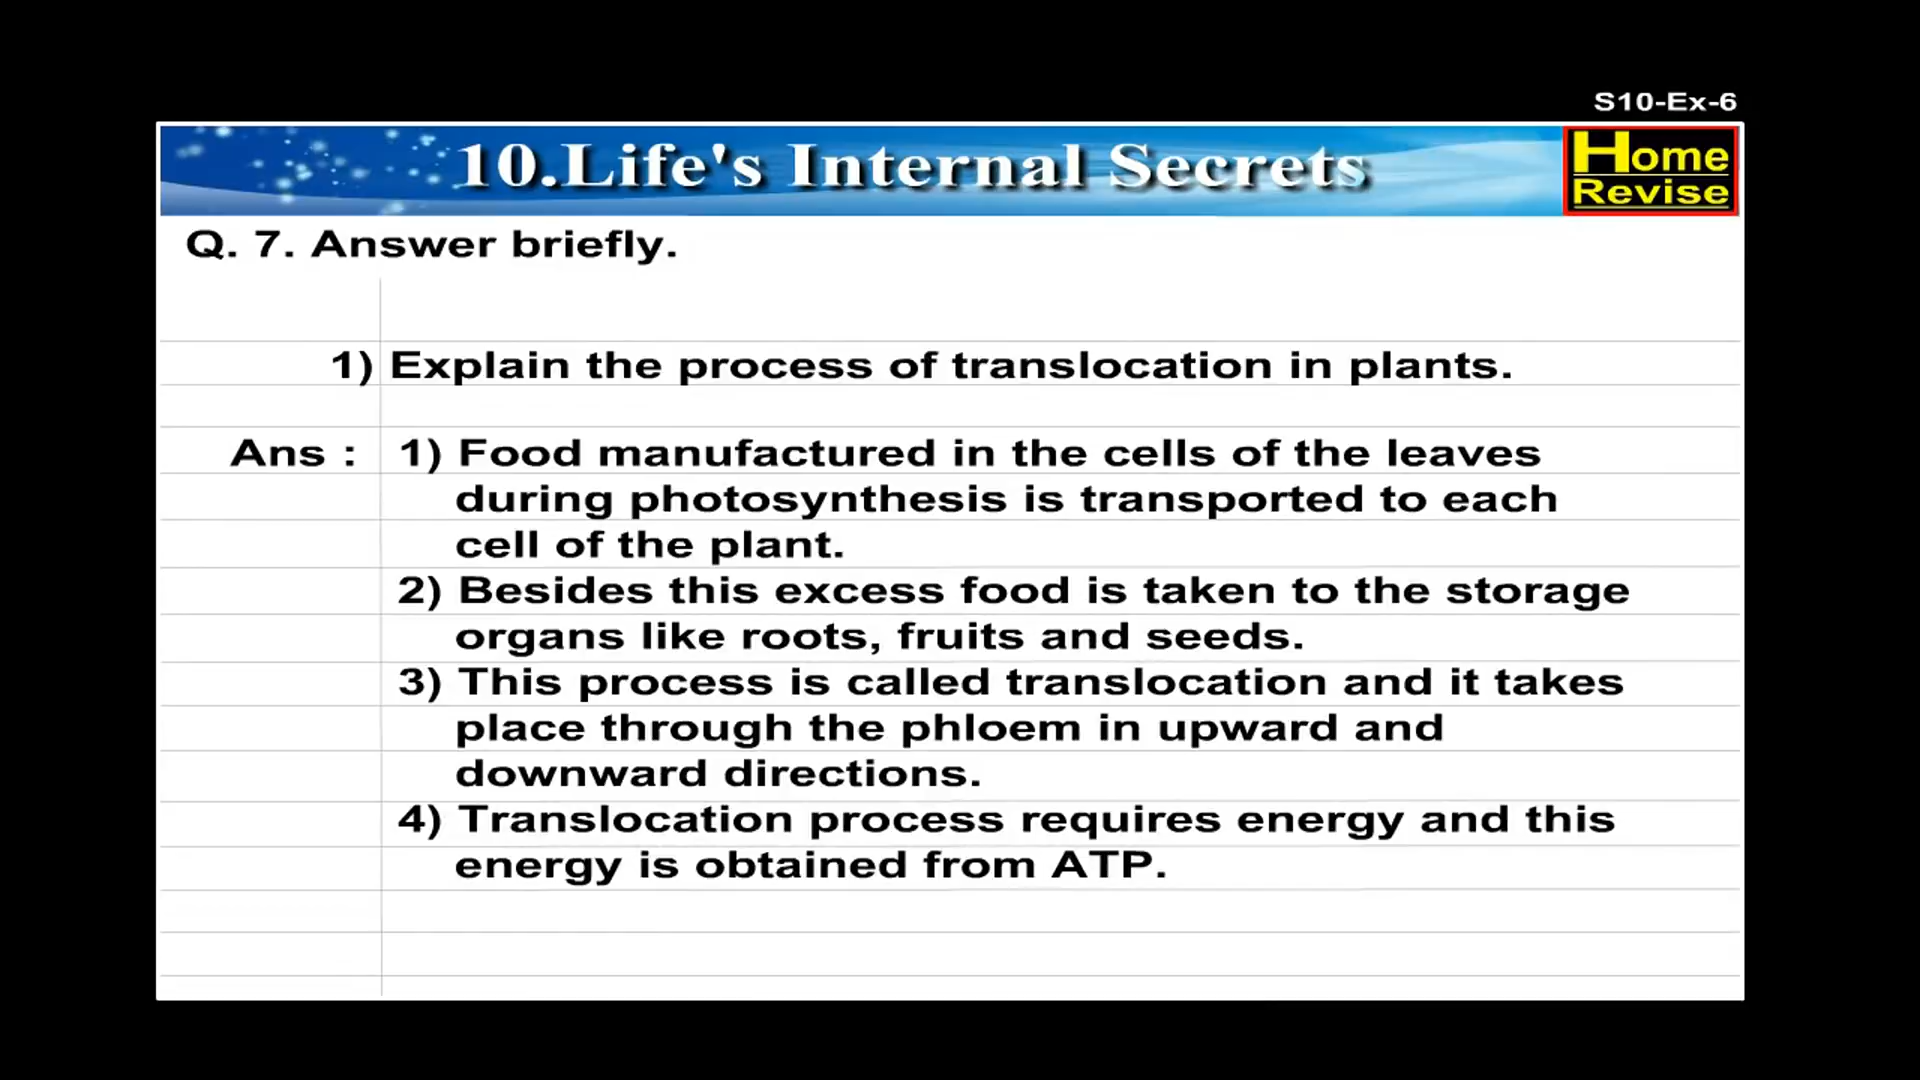 S10-Ex-6
10.Life's Internal Secrets
Home
Revise
Q. 7. Answer briefly.
1) Explain the process of translocation in plants.
Ans : 1) Food manufactured in the cells of the leaves
during photosynthesis is transported to each
cell of the plant.
2) Besides this excess food is taken to the storage
organs like roots, fruits and seeds.
3) This process is called translocation and it takes
place through the phloem in upward and
downward directions.
4) Translocation process requires energy and this
energy is obtained from ATP.